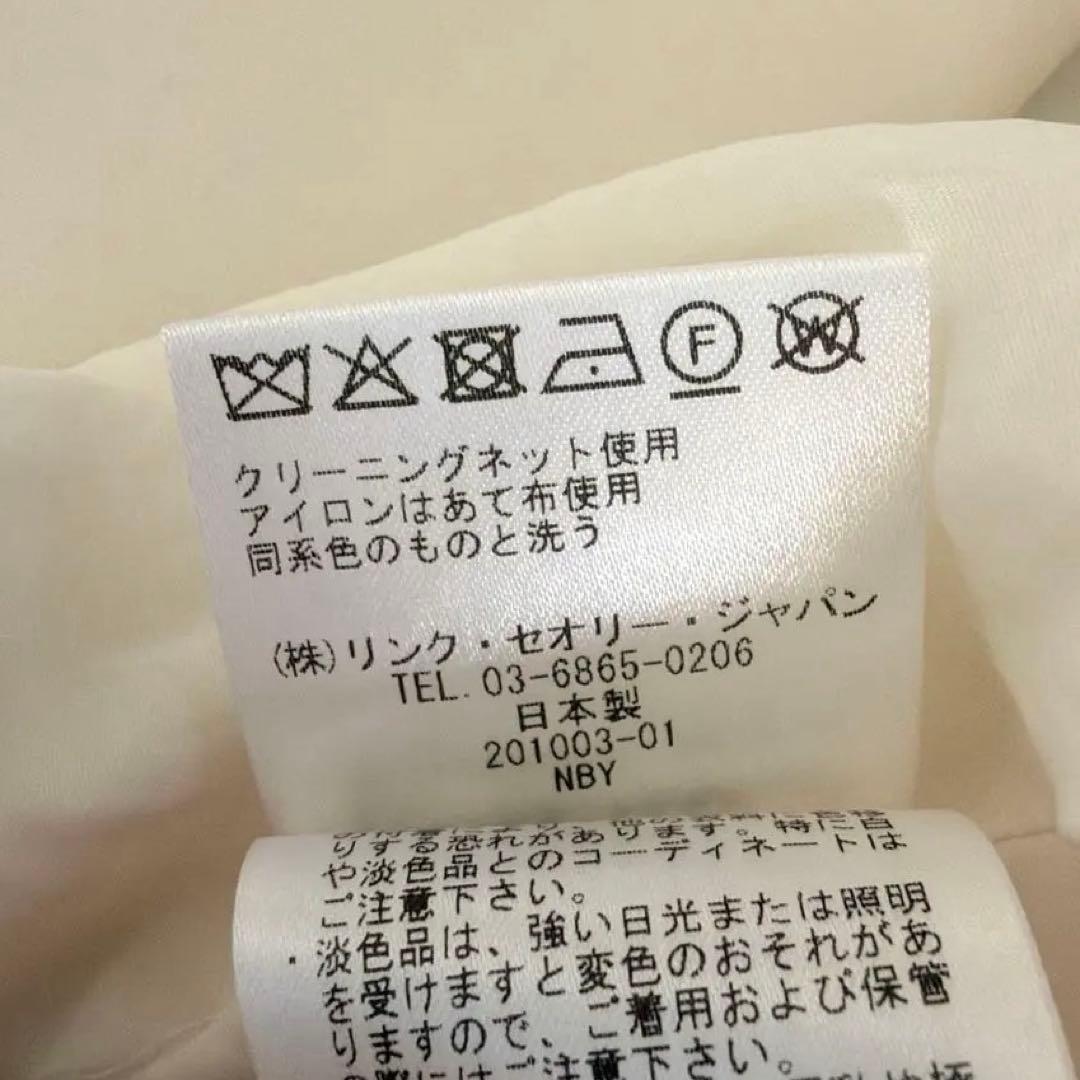 F W
クリーニングネット使用
アイロンはあて布使用
同系色のものと洗う
(株)リンク・セオリー・ジャパン
TEL. 03-6865-0206
日本製
201003-01
NBY
や淡色品とのコーディネートは
ご注意下さい。
・淡色品は、強い日光または照明
を受けますと変色のおそれがあ
りますので、ご着用および保管